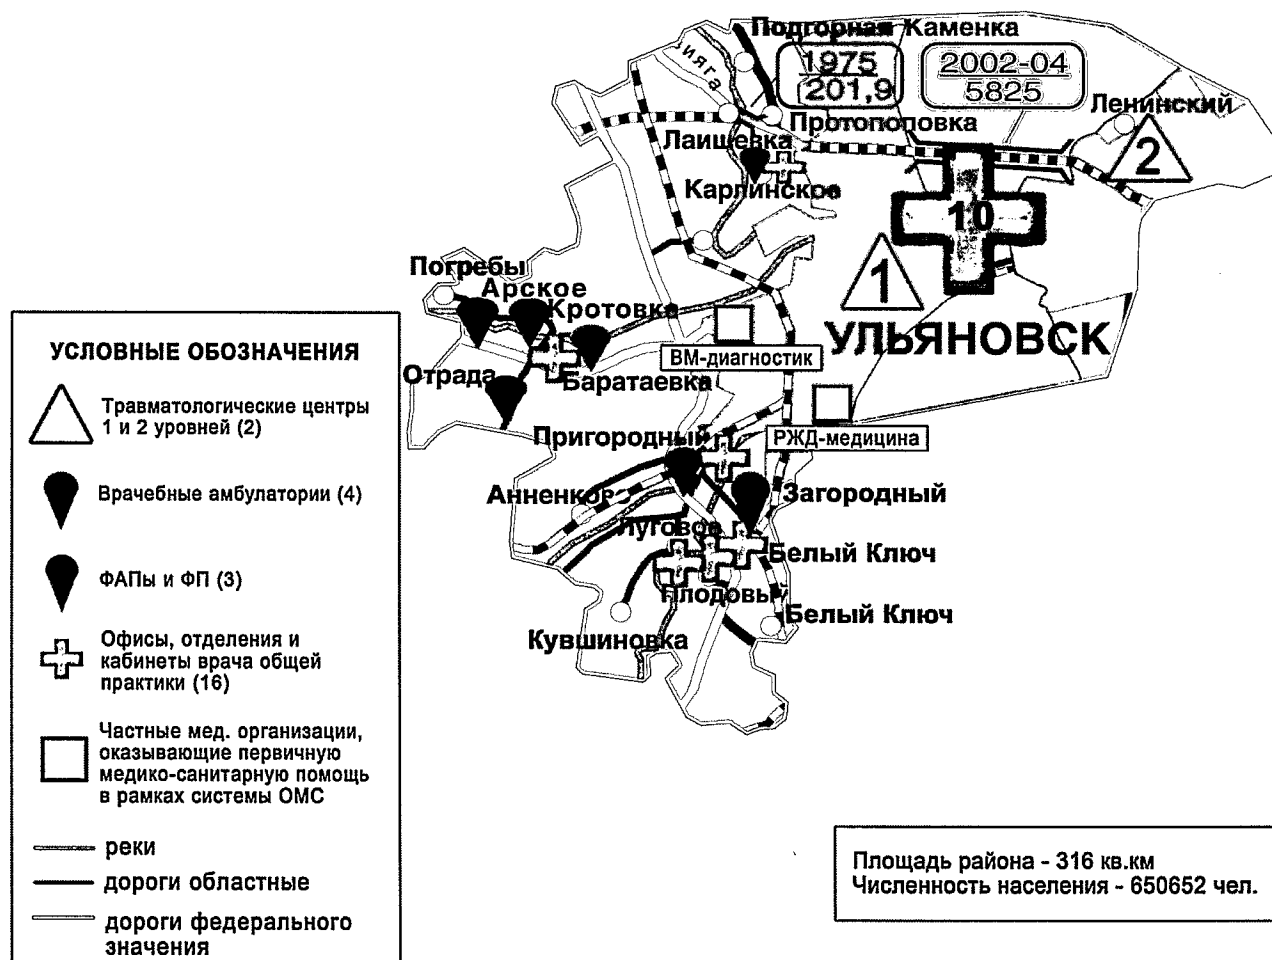 Подгорная Каменка
ияга
1975
201,9
2002-04
5825
Ленинский
Протопоповка
Лаишевка
2
Карлинское
10
1
Погребы
Арское
Кротовка
УЛЬЯНОВСК
ВМ-диагностик
Отрада
Баратаевка
РЖД-медицина
Пригородный
Анненково
Загородный
Луговое
Белый Ключ
Плодовый
Белый Ключ
Кувшиновка
УСЛОВНЫЕ ОБОЗНАЧЕНИЯ
Травматологические центры
1 и 2 уровней (2)
Врачебные амбулатории (4)
ФАПы и ФП (3)
Офисы, отделения и
кабинеты врача общей
практики (16)
Частные мед. организации,
оказывающие первичную
медико-санитарную помощь
в рамках системы ОМС
реки
дороги областные
дороги федерального
значения
Площадь района - 316 кв.км
Численность населения - 650652 чел.